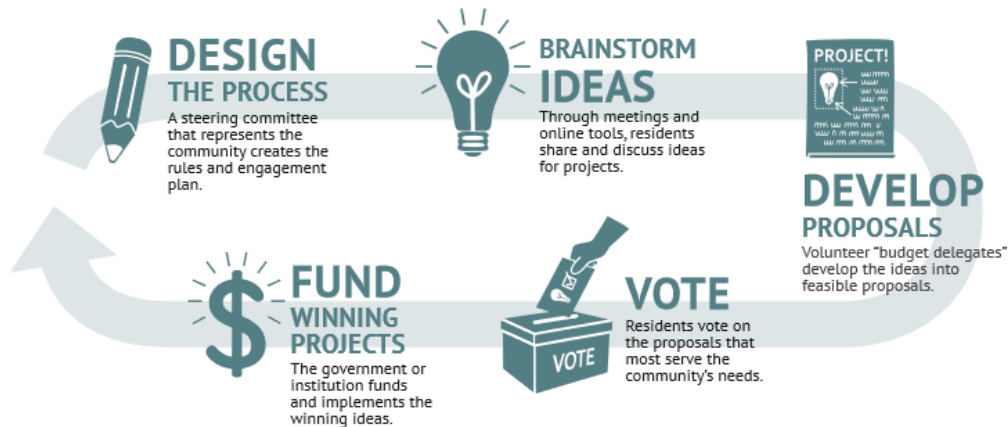 DESIGN
THE PROCESS
A steering committee
that represents the
community creates the
rules and engagement
plan.
BRAINSTORM
IDEAS
Through meetings and
online tools, residents
share and discuss ideas
for projects.
PROJECT!
DEVELOP
PROPOSALS
Volunteer "budget delegates"
develop the ideas into
feasible proposals.
VOTE
VOTE
Residents vote on
the proposals that
most serve the
community's needs.
FUND
WINNING
PROJECTS
The government or
institution funds
and implements the
winning ideas.